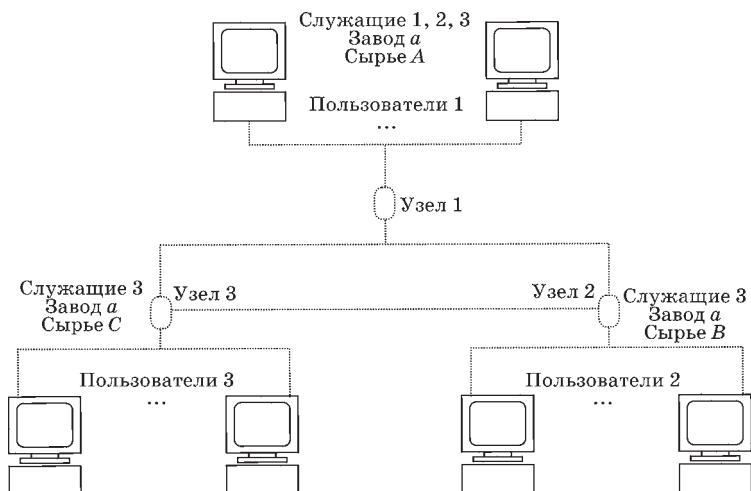 Служащие 1, 2, 3
Завод a
Сырье A
Пользователи 1
...
Узел 1
Служащие 3
Завод a
Сырье C
Узел 3
Узел 2
Служащие 3
Завод a
Сырье B
Пользователи 3
...
Пользователи 2
...